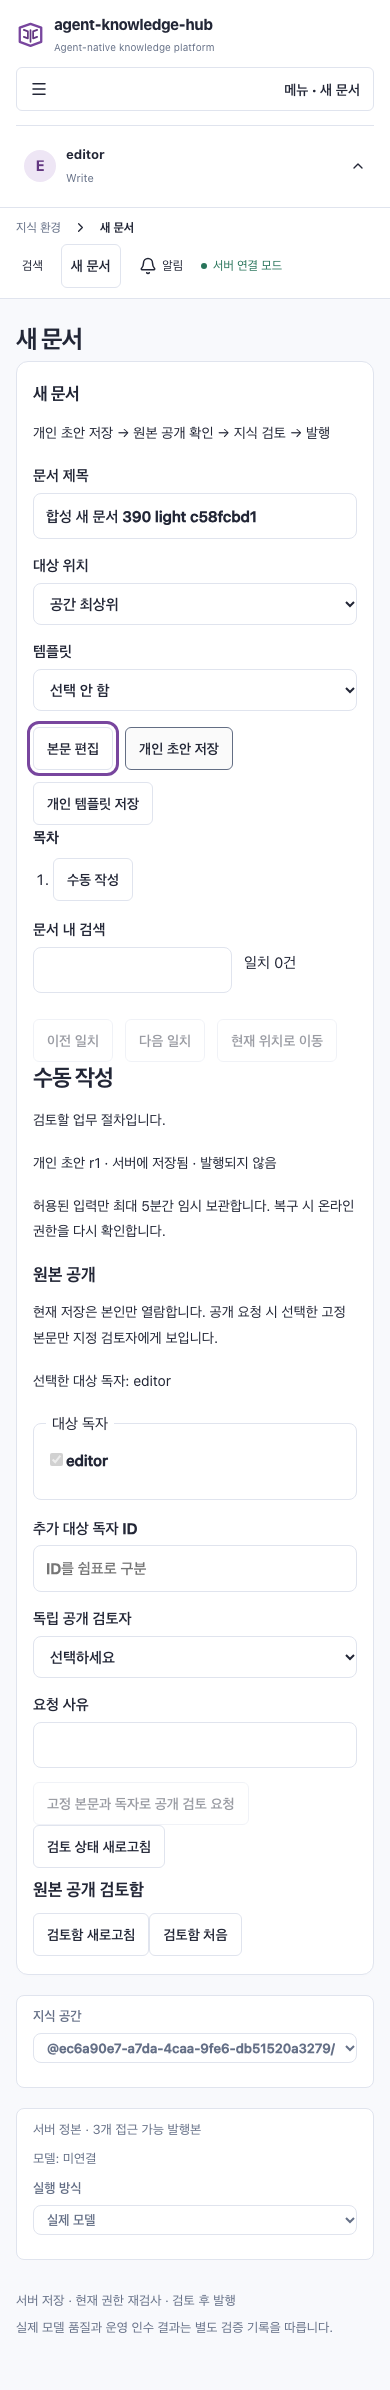 agent-knowledge-hub
Agent-native knowledge platform
메뉴 · 새 문서
E
editor
Write
지식 환경 > 새 문서
검색 새 문서 알림 ● 서버 연결 모드
새 문서
새 문서
개인 초안 저장 → 원본 공개 확인 → 지식 검토 → 발행
문서 제목
합성 새 문서 390 light c58fcbd1
대상 위치
공간 최상위
템플릿
선택 안 함
본문 편집 개인 초안 저장
개인 템플릿 저장
목차
1. 수동 작성
문서 내 검색
일치 0건
이전 일치 다음 일치 현재 위치로 이동
수동 작성
검토할 업무 절차입니다.
개인 초안 r1 · 서버에 저장됨 · 발행되지 않음
허용된 입력만 최대 5분간 임시 보관합니다. 복구 시 온라인
권한을 다시 확인합니다.
원본 공개
현재 저장은 본인만 열람합니다. 공개 요청 시 선택한 고정
본문만 지정 검토자에게 보입니다.
선택한 대상 독자: editor
대상 독자
editor
추가 대상 독자 ID
ID를 쉼표로 구분
독립 공개 검토자
선택하세요
요청 사유
고정 본문과 독자로 공개 검토 요청
검토 상태 새로고침
원본 공개 검토함
검토함 새로고침 검토함 처음
지식 공간
@ec6a90e7-a7da-4caa-9fe6-db51520a3279/
서버 정본 · 3개 접근 가능 발행본
모델: 미연결
실행 방식
실제 모델
서버 저장 · 현재 권한 재검사 · 검토 후 발행
실제 모델 품질과 운영 인수 결과는 별도 검증 기록을 따릅니다.